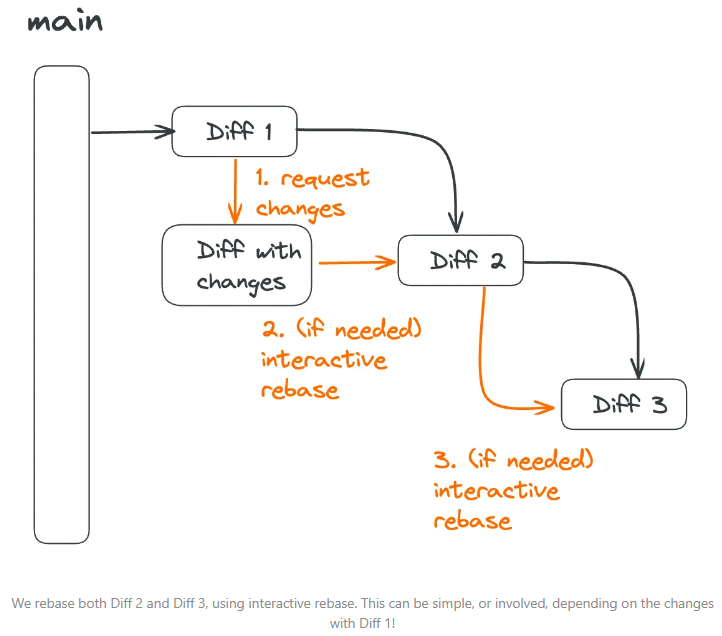 main
Diff 1
1. request
changes
Diff with
changes
Diff 2
2. (if needed)
interactive
rebase
Diff 3
3. (if needed)
interactive
rebase
We rebase both Diff 2 and Diff 3, using interactive rebase. This can be simple, or involved, depending on the changes
with Diff 1!